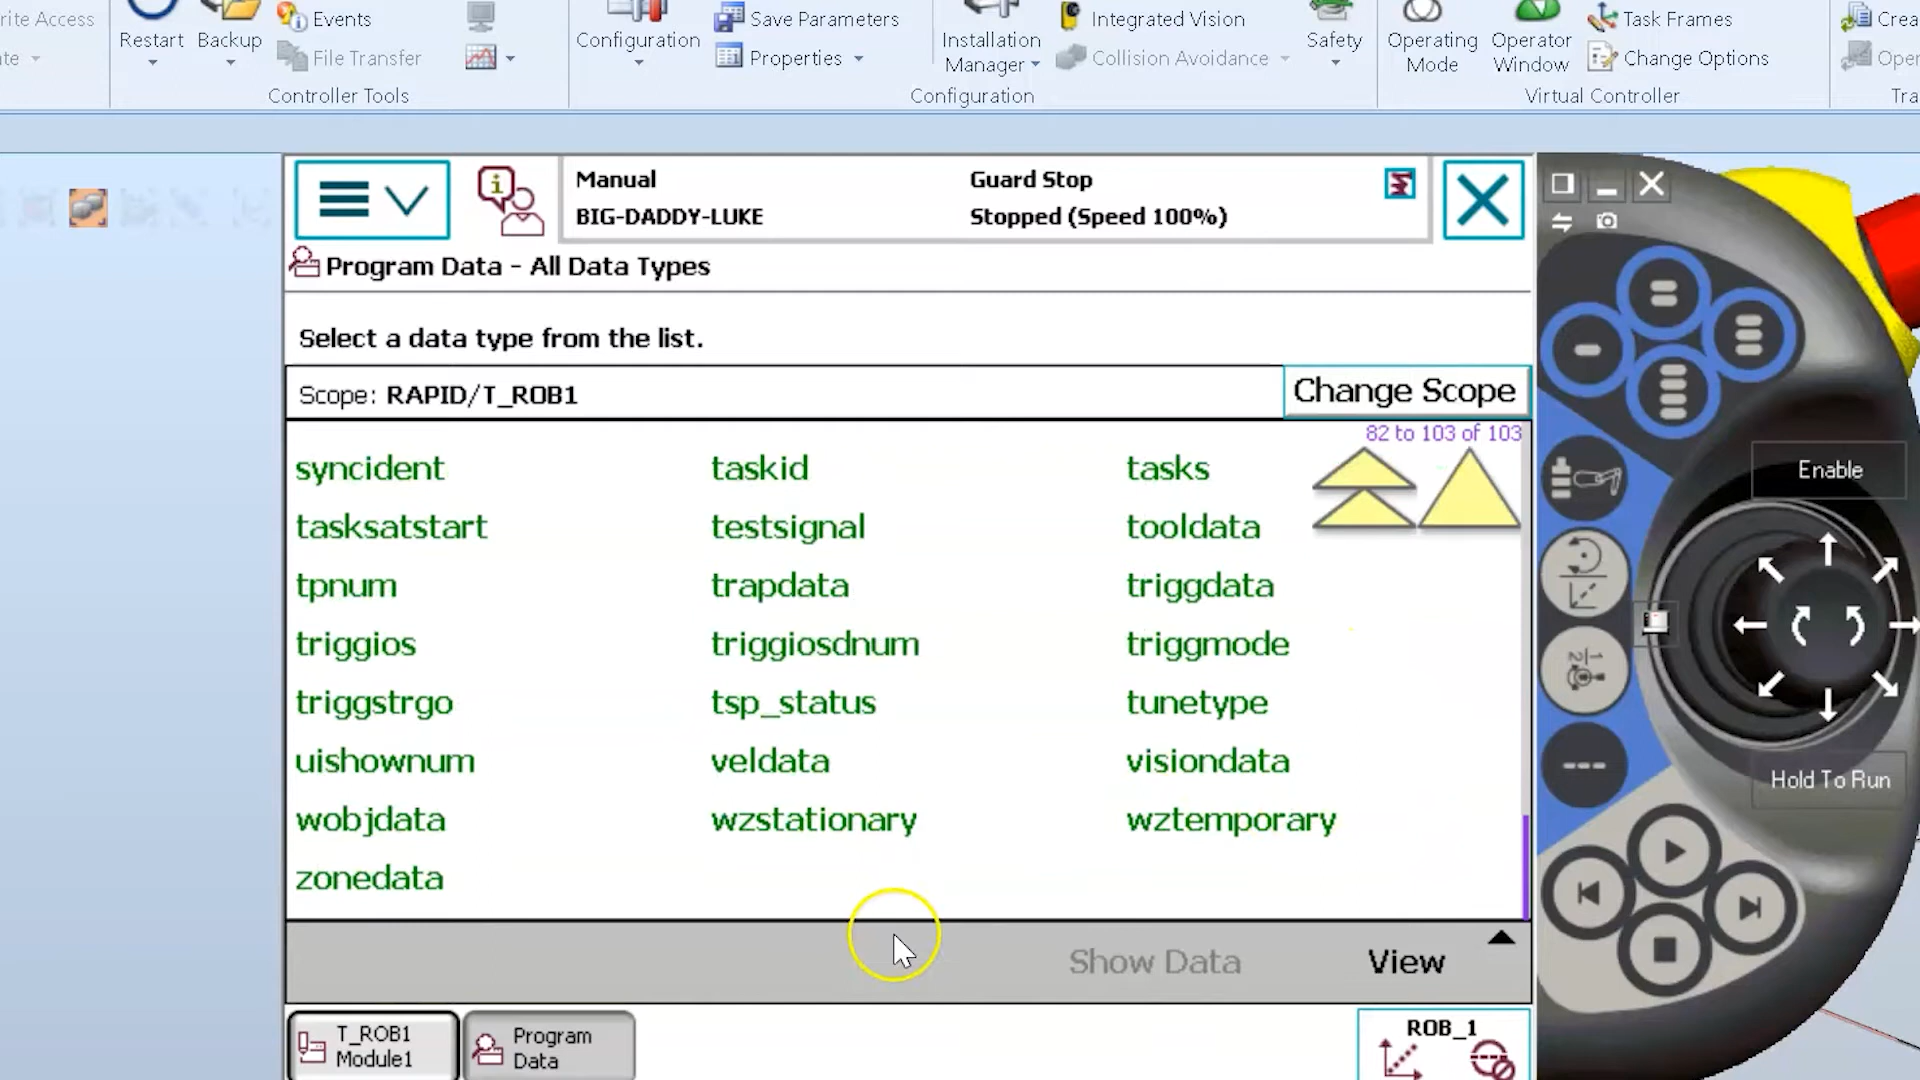 rite Access
Restart
Backup
Events
File Transfer
Controller Tools
Configuration
Save Parameters
Properties
Installation
Manager
Integrated Vision
Collision Avoidance
Configuration
Safety
Operating
Mode
Operator
Window
Task Frames
Change Options
Virtual Controller
Crea
Oper
Tra
Manual
BIG-DADDY-LUKE
Guard Stop
Stopped (Speed 100%)
Program Data - All Data Types
Select a data type from the list.
Scope: RAPID/T_ROB1
Change Scope
82 to 103 of 103
syncident taskid tasks
tasksatstart testsignal tooldata
tpnum trapdata triggdata
triggios triggiosdnum triggmode
triggstrgo tsp_status tunetype
uishownum veldata visiondata
wobjdata wzstationary wztemporary
zonedata
Show Data View
T_ROB1
Module1
Program
Data
ROB_1
Enable
Hold To Run